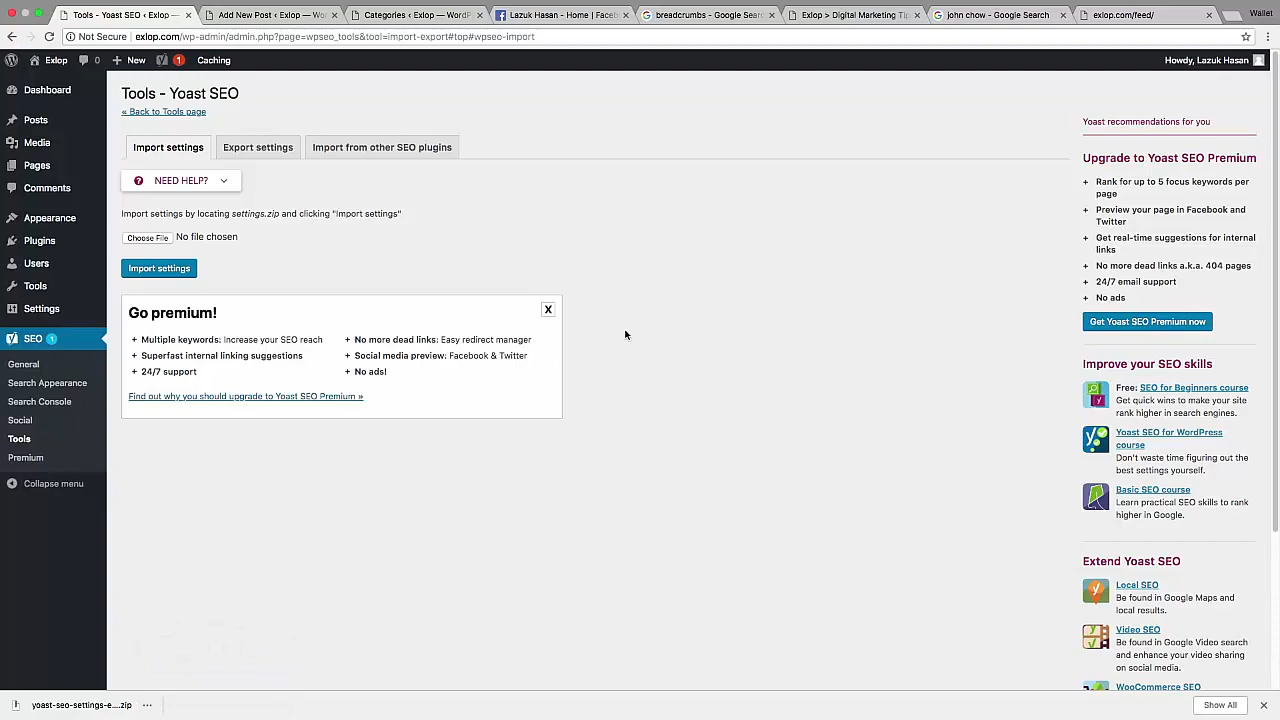 Tools - Yoast SEO ‹ Exlop —
Add New Post ‹ Exlop — Wor
Categories ‹ Exlop — WordP
Lazuk Hasan - Home | Faceb
breadcrumbs - Google Sear
Exlop > Digital Marketing Tip
john chow - Google Search
exlop.com/feed/
Wallet
Not Secure | exlop.com/wp-admin/admin.php?page=wpseo_tools&tool=import-export#top#wpseo-import
Exlop
0
New
1
Caching
Howdy, Lazuk Hasan
Dashboard
Posts
Media
Pages
Comments
Appearance
Plugins
Users
Tools
Settings
SEO 1
General
Search Appearance
Search Console
Social
Tools
Premium
Collapse menu
Tools - Yoast SEO
« Back to Tools page
Import settings
Export settings
Import from other SEO plugins
NEED HELP?
Import settings by locating settings.zip and clicking "Import settings"
Choose File No file chosen
Import settings
Go premium!
X
+ Multiple keywords: Increase your SEO reach
+ Superfast internal linking suggestions
+ 24/7 support
+ No more dead links: Easy redirect manager
+ Social media preview: Facebook & Twitter
+ No ads!
Find out why you should upgrade to Yoast SEO Premium »
Yoast recommendations for you
Upgrade to Yoast SEO Premium
+ Rank for up to 5 focus keywords per
page
+ Preview your page in Facebook and
Twitter
+ Get real-time suggestions for internal
links
+ No more dead links a.k.a. 404 pages
+ 24/7 email support
+ No ads
Get Yoast SEO Premium now
Improve your SEO skills
Free: SEO for Beginners course
Get quick wins to make your site
rank higher in search engines.
Yoast SEO for WordPress
course
Don't waste time figuring out the
best settings yourself.
Basic SEO course
Learn practical SEO skills to rank
higher in Google.
Extend Yoast SEO
Local SEO
Be found in Google Maps and
local results.
Video SEO
Be found in Google Video search
and enhance your video sharing
on social media.
WooCommerce SEO
yoast-seo-settings-e....zip
Show All